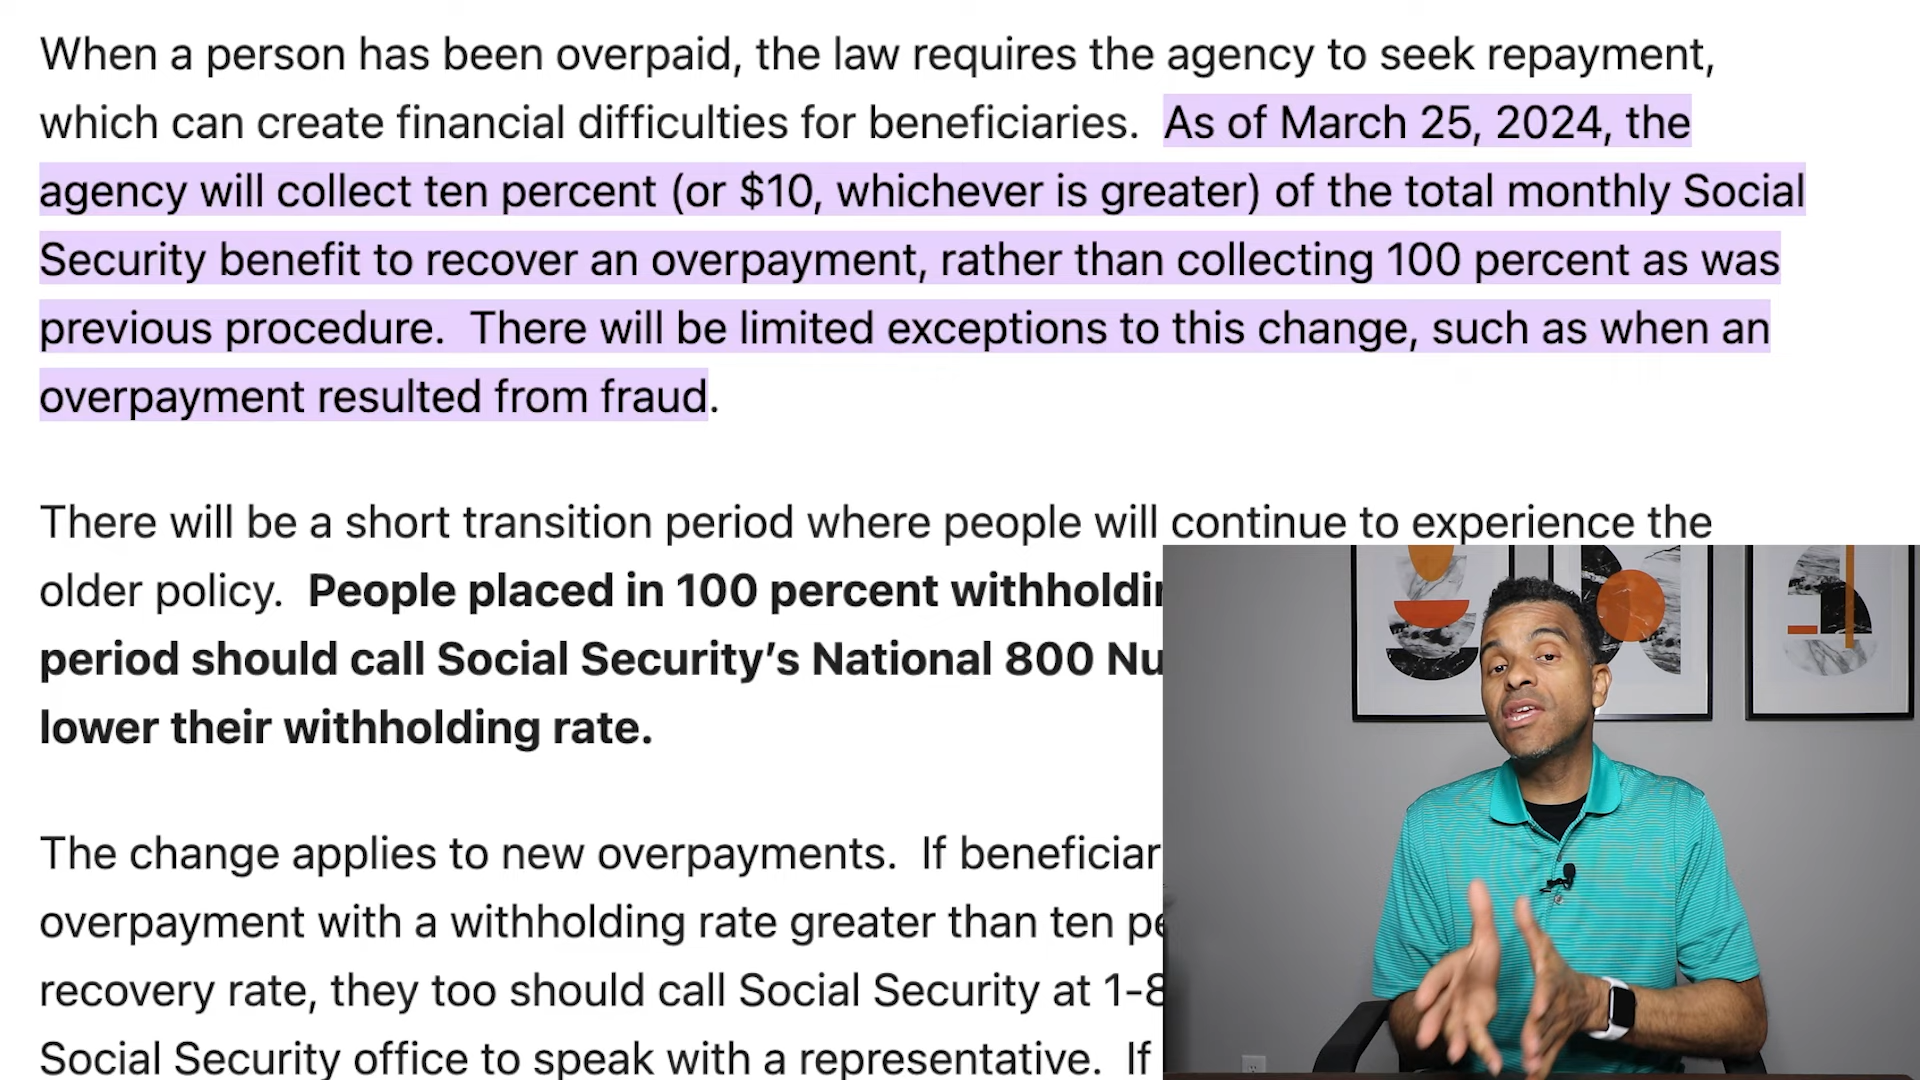 When a person has been overpaid, the law requires the agency to seek repayment,
which can create financial difficulties for beneficiaries. As of March 25, 2024, the
agency will collect ten percent (or $10, whichever is greater) of the total monthly Social
Security benefit to recover an overpayment, rather than collecting 100 percent as was
previous procedure. There will be limited exceptions to this change, such as when an
overpayment resulted from fraud.
There will be a short transition period where people will continue to experience the
older policy. People placed in 100 percent
period should call Social Security's National 800
lower their withholding rate.
The change applies to new overpayments. If
overpayment with a withholding rate greater than ten
recovery rate, they too should call Social Security at 1-8
Social Security office to speak with a representative. If